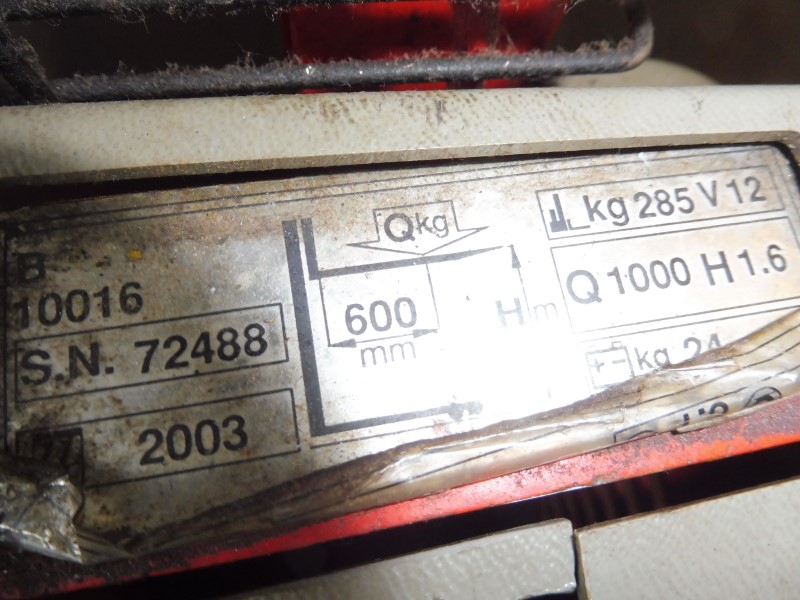 B
10016
S.N. 72488
2003
Qkg
600
mm
H m
kg 285 V 12
Q 1000 H 1.6
+ - kg 24